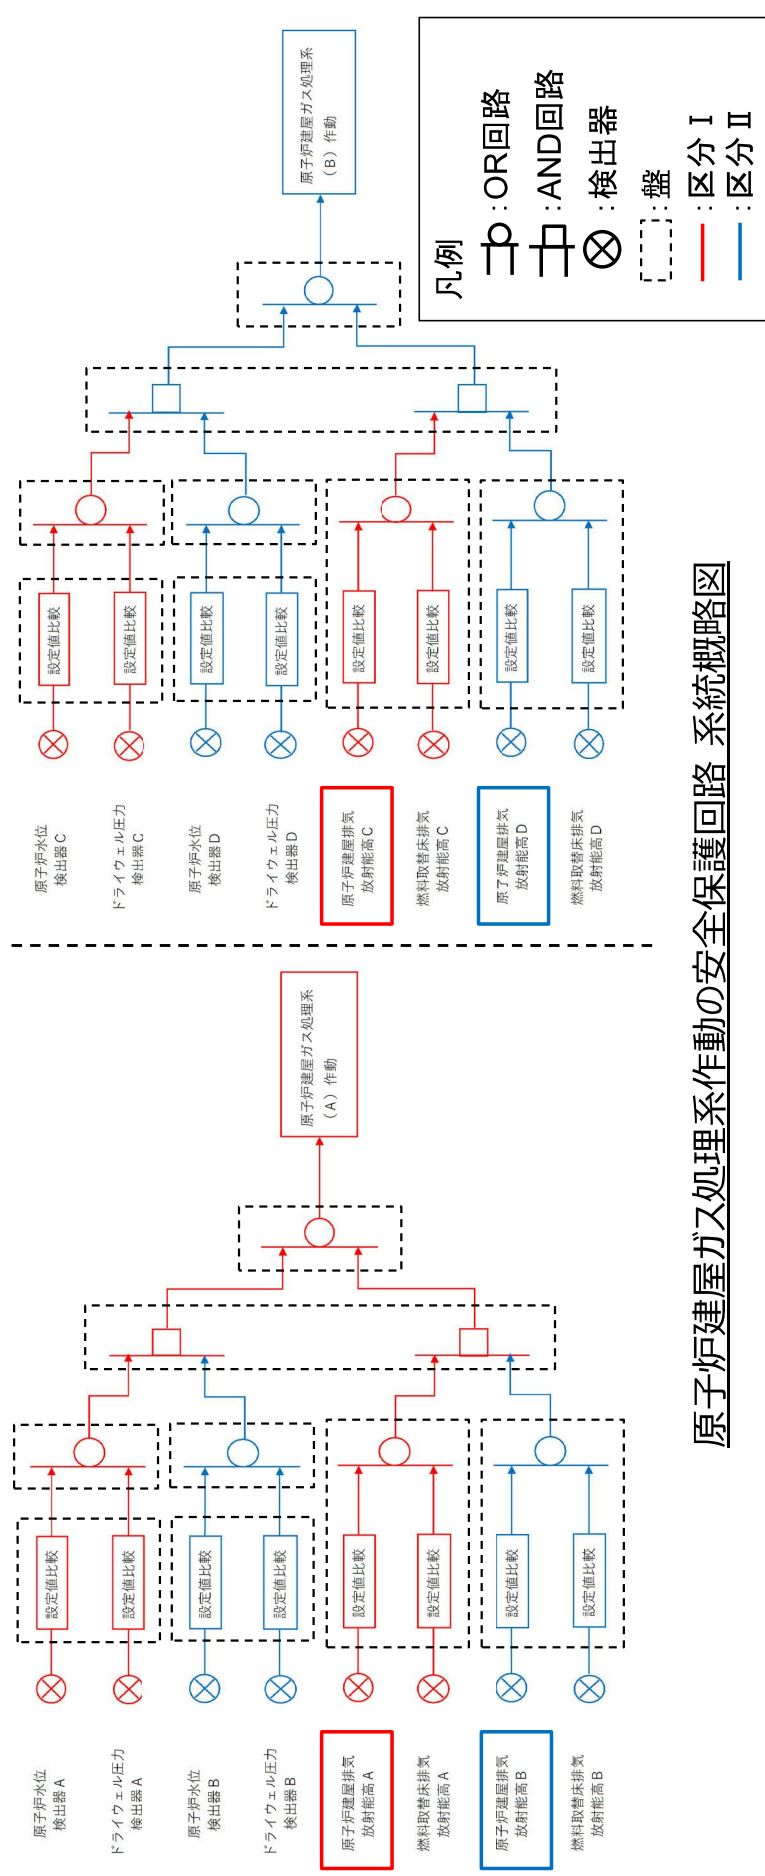 原子炉水位
検出器A
設定値比較
ドライウェル圧力
検出器A
設定値比較
原子炉水位
検出器B
設定値比較
ドライウェル圧力
検出器B
設定値比較
原子炉建屋排気
放射能高A
設定値比較
燃料取替床排気
放射能高A
設定値比較
原子炉建屋排気
放射能高B
設定値比較
燃料取替床排気
放射能高B
設定値比較
原子炉建屋ガス処理系
(A)作動
原子炉水位
検出器C
設定値比較
ドライウェル圧力
検出器C
設定値比較
原子炉水位
検出器D
設定値比較
ドライウェル圧力
検出器D
設定値比較
原子炉建屋排気
放射能高C
設定値比較
燃料取替床排気
放射能高C
設定値比較
原子炉建屋排気
放射能高D
設定値比較
燃料取替床排気
放射能高D
設定値比較
原子炉建屋ガス処理系
(B)作動
凡例
:OR回路
:AND回路
:検出器
:盤
:区分Ⅰ
:区分Ⅱ
原子炉建屋ガス処理系作動の安全保護回路 系統概略図